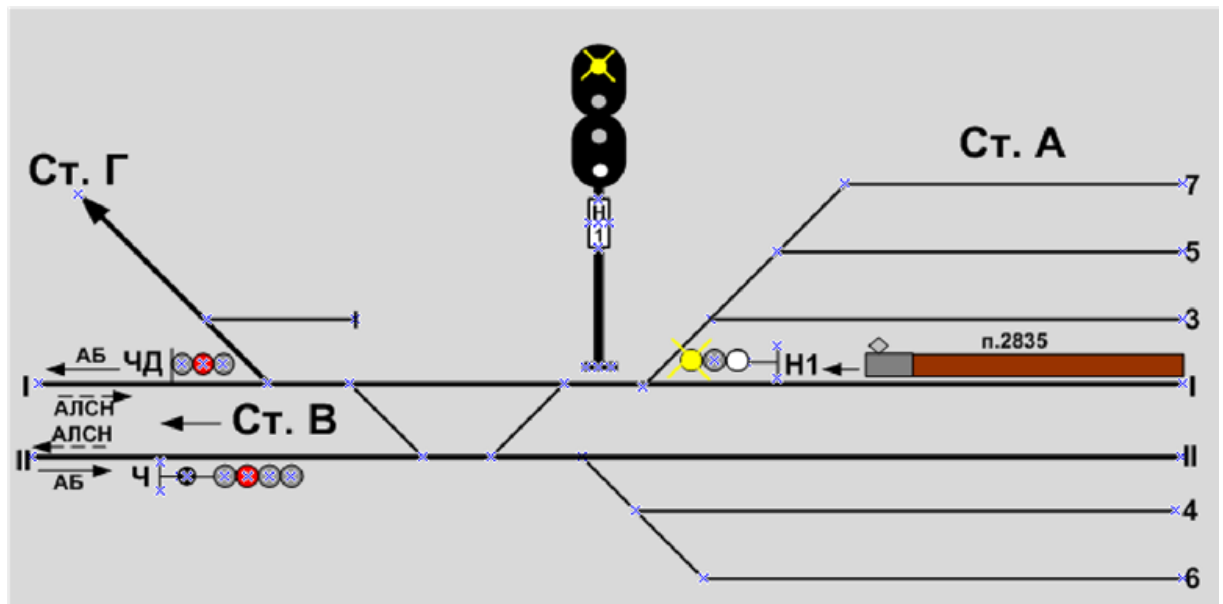 Ст. Г
Н
1
Ст. А
7
5
3
п.2835
АБ
ЧД
Н1
I
I
АЛСН
АЛСН
Ст. В
II
II
АБ
Ч
4
6